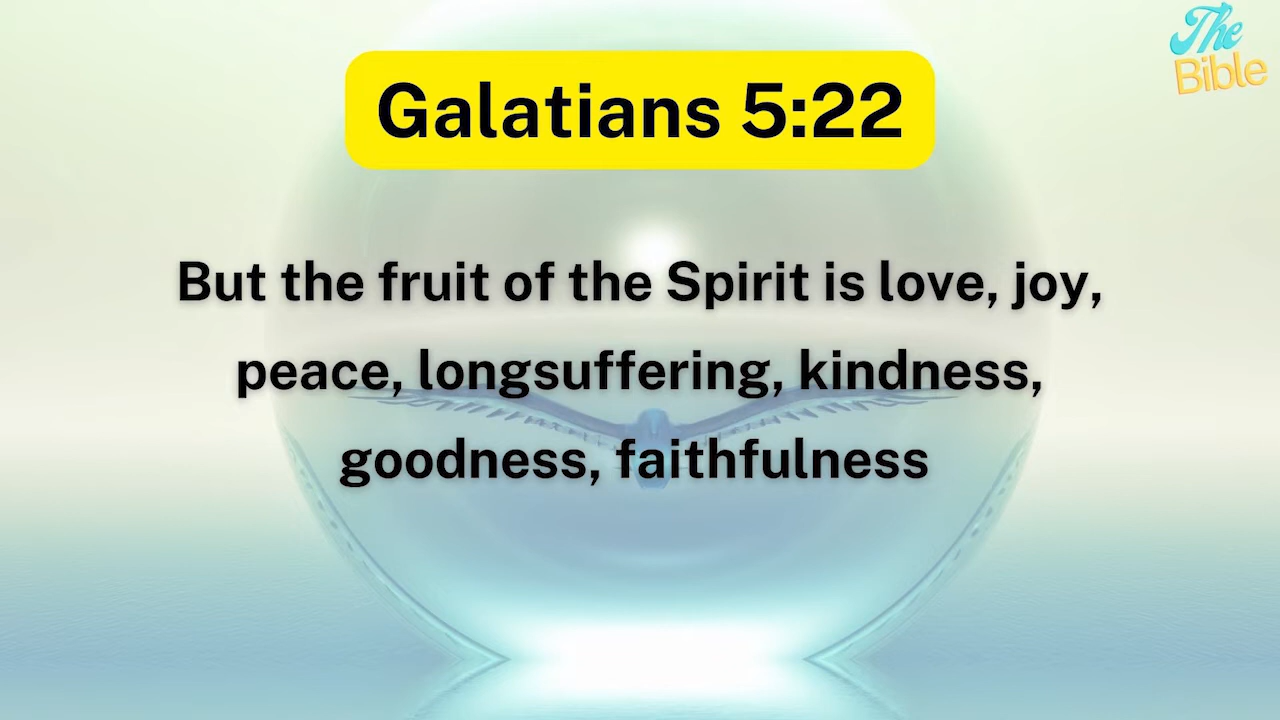 The
Bible
Galatians 5:22
But the fruit of the Spirit is love, joy,
peace, longsuffering, kindness,
goodness, faithfulness